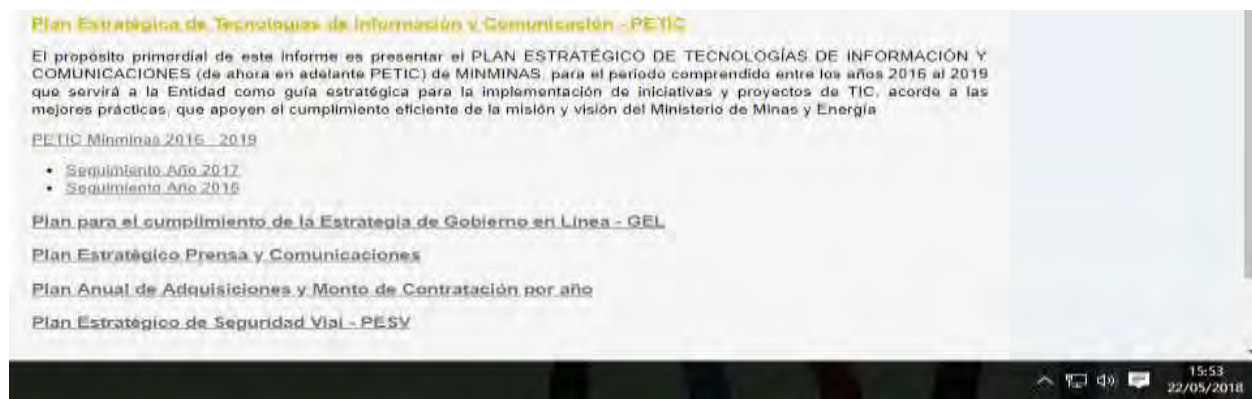 Plan Estratégico de Tecnologías de Información y Comunicación - PETIC
El propósito primordial de este informe es presentar el PLAN ESTRATÉGICO DE TECNOLOGÍAS DE INFORMACIÓN Y
COMUNICACIONES (de ahora en adelante PETIC) de MINMINAS, para el período comprendido entre los años 2016 al 2019
que servirá a la Entidad como guía estratégica para la implementación de iniciativas y proyectos de TIC, acorde a las
mejores prácticas, que apoyen el cumplimiento eficiente de la misión y visión del Ministerio de Minas y Energía
PETIC Minminas 2016 - 2019
• Seguimiento Año 2017
• Seguimiento Año 2016
Plan para el cumplimiento de la Estrategia de Gobierno en Línea - GEL
Plan Estratégico Prensa y Comunicaciones
Plan Anual de Adquisiciones y Monto de Contratación por año
Plan Estratégico de Seguridad Vial - PESV
15:53
22/05/2018